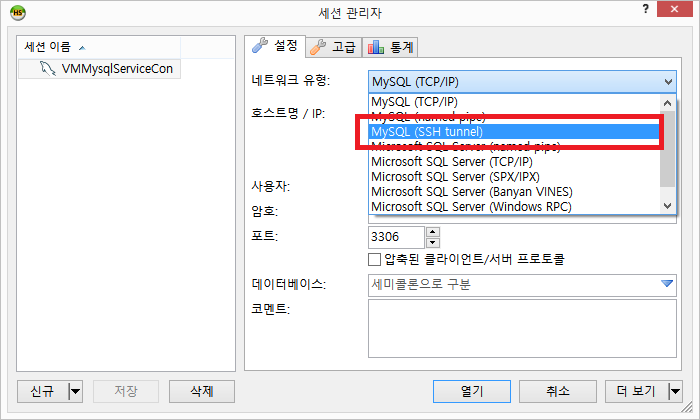 HS
세션 관리자
?
세션 이름
VMMysqlServiceCon
설정
고급
통계
네트워크 유형:
MySQL (TCP/IP)
MySQL (TCP/IP)
호스트명 / IP:
MySQL (named pipe)
MySQL (SSH tunnel)
Microsoft SQL Server (named pipe)
Microsoft SQL Server (TCP/IP)
Microsoft SQL Server (SPX/IPX)
사용자:
Microsoft SQL Server (Banyan VINES)
Microsoft SQL Server (Windows RPC)
암호:
포트:
3306
압축된 클라이언트/서버 프로토콜
데이터베이스:
세미콜론으로 구분
코멘트:
신규
저장
삭제
열기
취소
더 보기